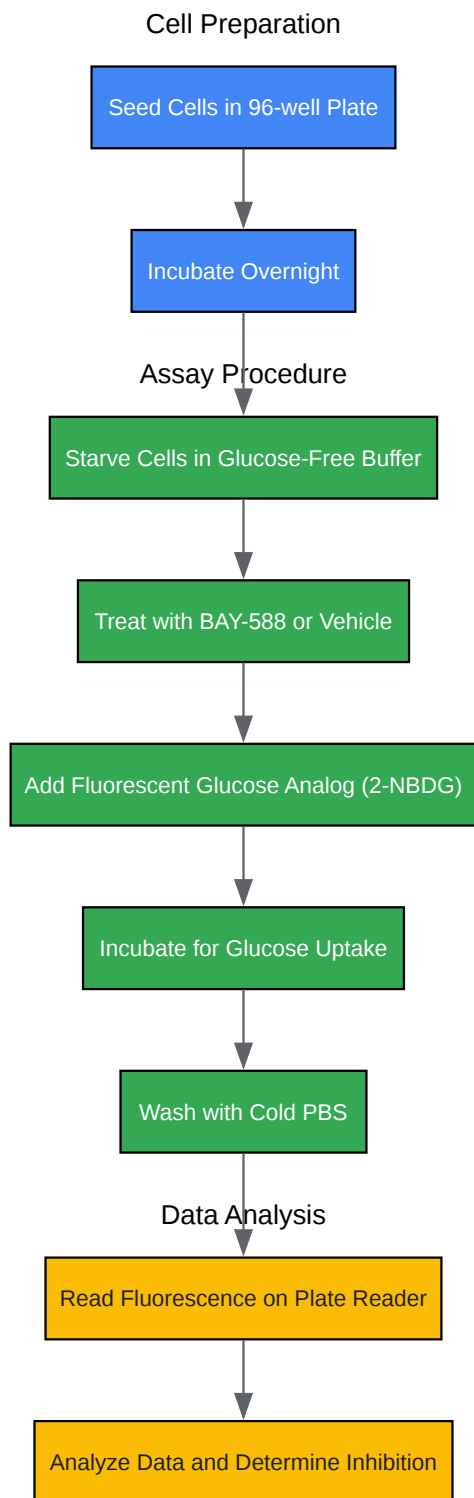 Cell Preparation
Seed Cells in 96-well Plate
Incubate Overnight
Assay Procedure
Starve Cells in Glucose-Free Buffer
Treat with BAY-588 or Vehicle
Add Fluorescent Glucose Analog (2-NBDG)
Incubate for Glucose Uptake
Wash with Cold PBS
Data Analysis
Read Fluorescence on Plate Reader
Analyze Data and Determine Inhibition